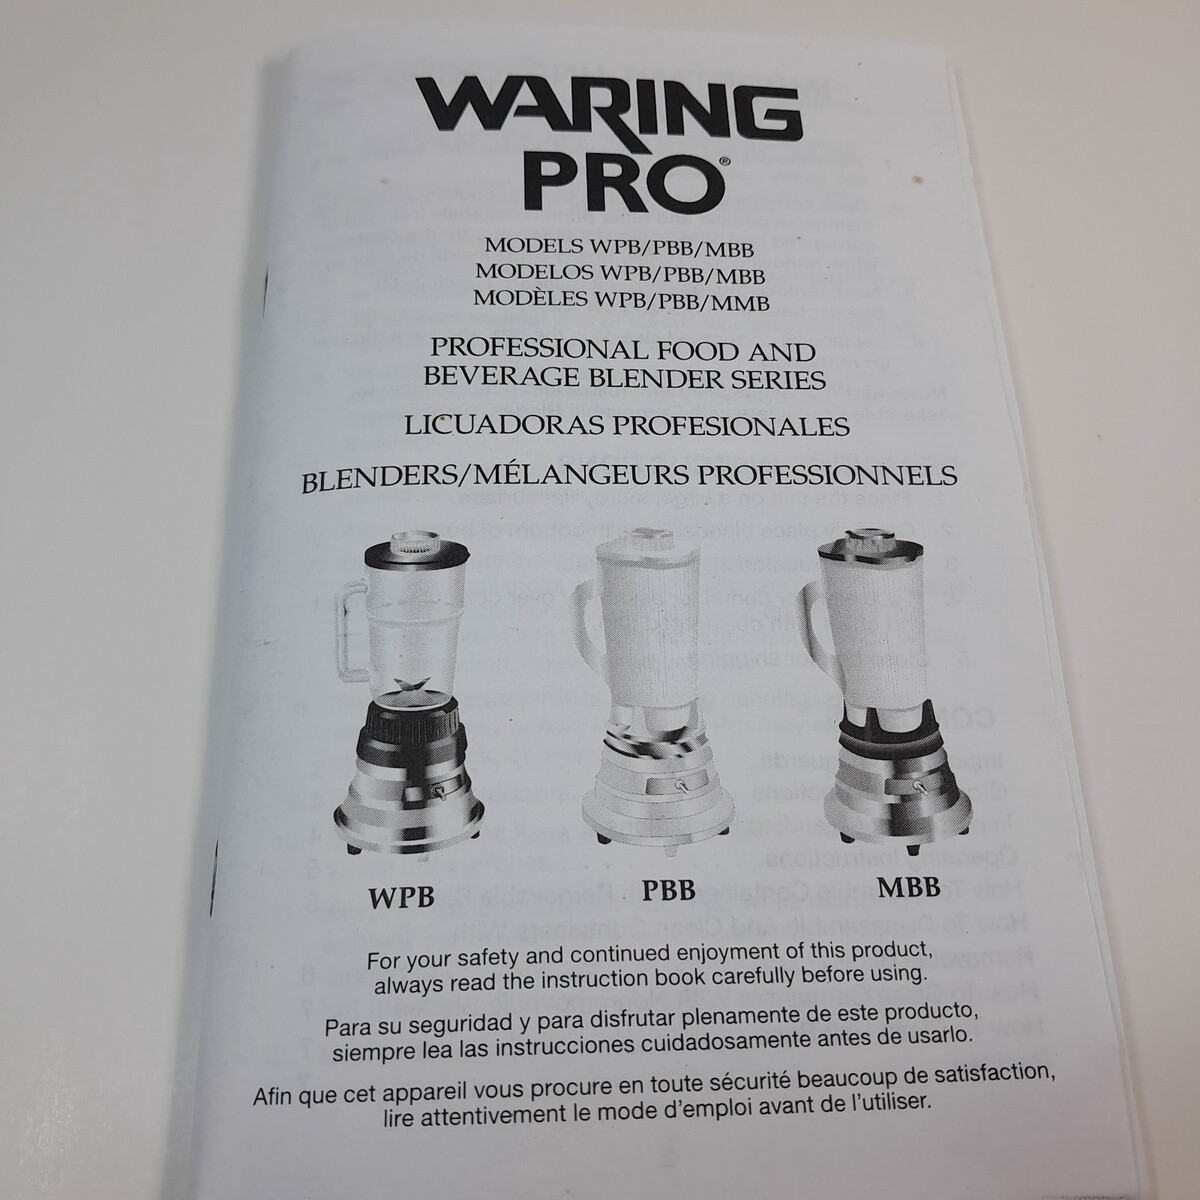 WARING
PRO®
MODELS WPB/PBB/MBB
MODELOS WPB/PBB/MBB
MODÈLES WPB/PBB/MMB
PROFESSIONAL FOOD AND
BEVERAGE BLENDER SERIES
LICUADORAS PROFESIONALES
BLENDERS/MÉLANGEURS PROFESSIONNELS
WPB
PBB
MBB
For your safety and continued enjoyment of this product,
always read the instruction book carefully before using.
Para su seguridad y para disfrutar plenamente de este producto,
siempre lea las instrucciones cuidadosamente antes de usarlo.
Afin que cet appareil vous procure en toute sécurité beaucoup de satisfaction,
lire attentivement le mode d'emploi avant de l'utiliser.